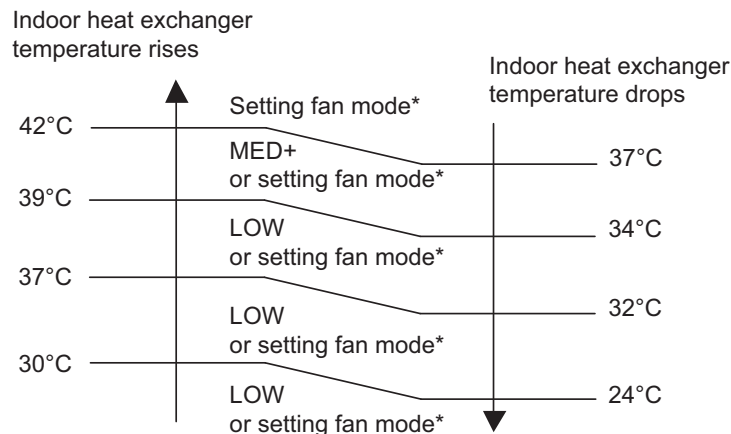 Indoor heat exchanger
temperature rises
Indoor heat exchanger
temperature drops
Setting fan mode*
42°C
MED+
or setting fan mode*
37°C
39°C
LOW
or setting fan mode*
34°C
37°C
LOW
or setting fan mode*
32°C
30°C
LOW
or setting fan mode*
24°C